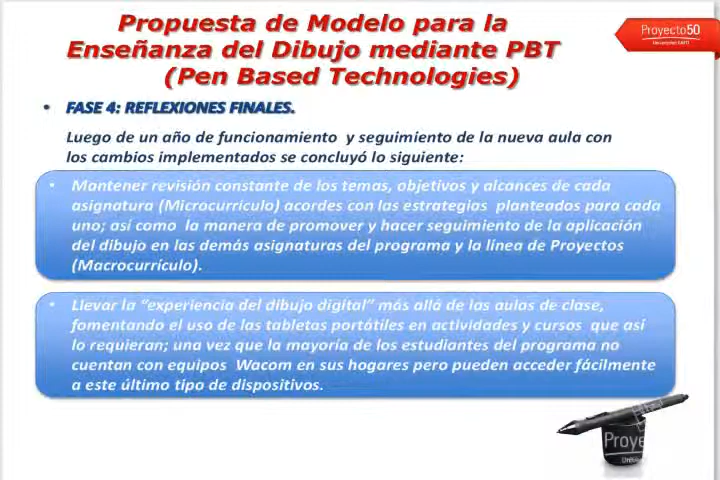 Propuesta de Modelo para la
Enseñanza del Dibujo mediante PBT
(Pen Based Technologies)
Proyecto50
Universidad EAFIT
• FASE 4: REFLEXIONES FINALES.
Luego de un año de funcionamiento y seguimiento de la nueva aula con
los cambios implementados se concluyó lo siguiente:
• Mantener revisión constante de los temas, objetivos y alcances de cada
asignatura (Microcurrículo) acordes con las estrategias planteados para cada
uno; así como la manera de promover y hacer seguimiento de la aplicación
del dibujo en las demás asignaturas del programa y la línea de Proyectos
(Macrocurrículo).
• Llevar la “experiencia del dibujo digital” más allá de las aulas de clase,
fomentando el uso de las tabletas portátiles en actividades y cursos que así
lo requieran; una vez que la mayoría de los estudiantes del programa no
cuentan con equipos Wacom en sus hogares pero pueden acceder fácilmente
a este último tipo de dispositivos.
Proye